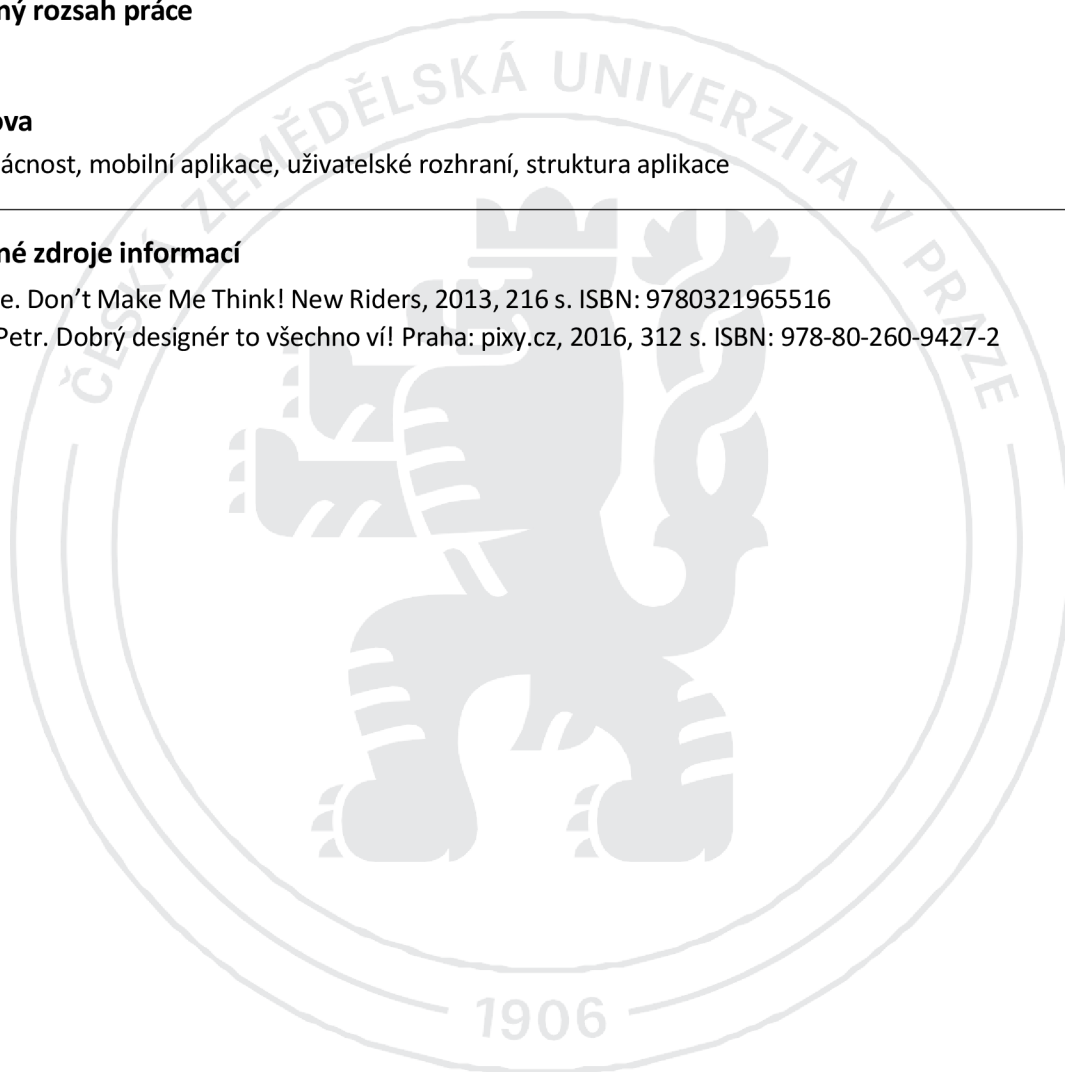 ný rozsah práce
ova
ácnost, mobilní aplikace, uživatelské rozhraní, struktura aplikace
né zdroje informací
e. Don’t Make Me Think! New Riders, 2013, 216 s. ISBN: 9780321965516
Petr. Dobrý designér to všechno ví! Praha: pixy.cz, 2016, 312 s. ISBN: 978-80-260-9427-2
ČESKÁ ZEMĚDĚLSKÁ UNIVERZITA V PRAZE
1906